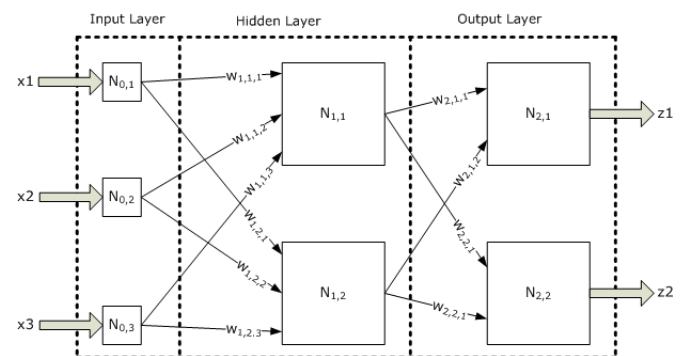 Input Layer Hidden Layer Output Layer
x1 N0,1 w1,1,1 N1,1 w2,1,1 N2,1 z1
w1,1,2 w2,1,2
x2 N0,2 w1,1,3
w1,2,1 w2,2,1
w1,2,2
x3 N0,3 w1,2.3 N1,2 w2,2,1 N2,2 z2